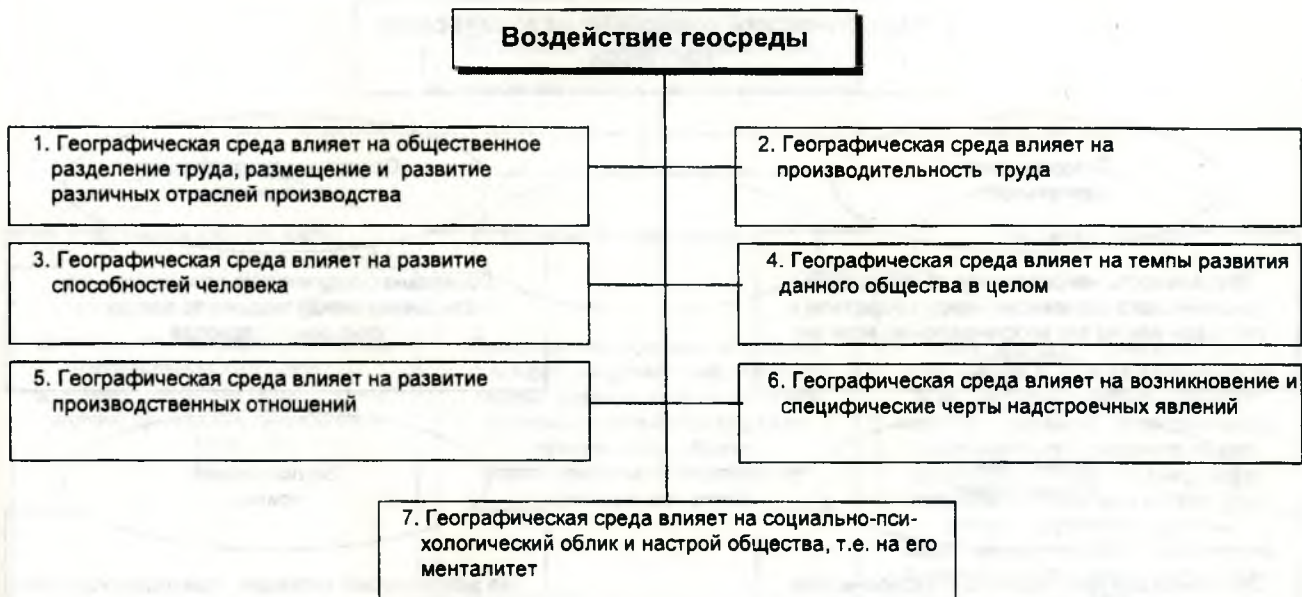 Воздействие геосреды
1. Географическая среда влияет на общественное
разделение труда, размещение и развитие
различных отраслей производства
2. Географическая среда влияет на
производительность труда
3. Географическая среда влияет на развитие
способностей человека
4. Географическая среда влияет на темпы развития
данного общества в целом
5. Географическая среда влияет на развитие
производственных отношений
6. Географическая среда влияет на возникновение и
специфические черты надстроечных явлений
7. Географическая среда влияет на социально-пси-
хологический облик и настрой общества, т.е. на его
менталитет